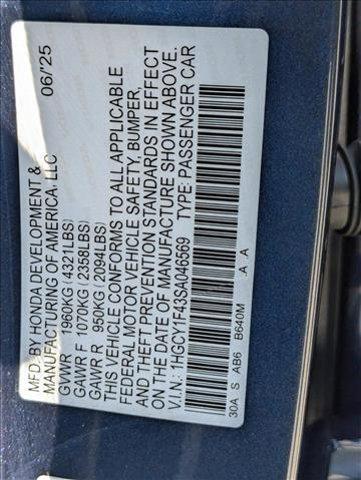 MFD. BY HONDA DEVELOPMENT & 06/25
MANUFACTURING OF AMERICA, LLC
GVWR 1960KG (4321LBS)
GAWR F 1070KG (2358LBS)
GAWR R 950KG (2094LBS)
THIS VEHICLE CONFORMS TO ALL APPLICABLE
FEDERAL MOTOR VEHICLE SAFETY, BUMPER,
AND THEFT PREVENTION STANDARDS IN EFFECT
ON THE DATE OF MANUFACTURE SHOWN ABOVE.
V.I.N.: 1HGCY1F43SA046569 TYPE: PASSENGER CAR
30A S AB6 B640M A A